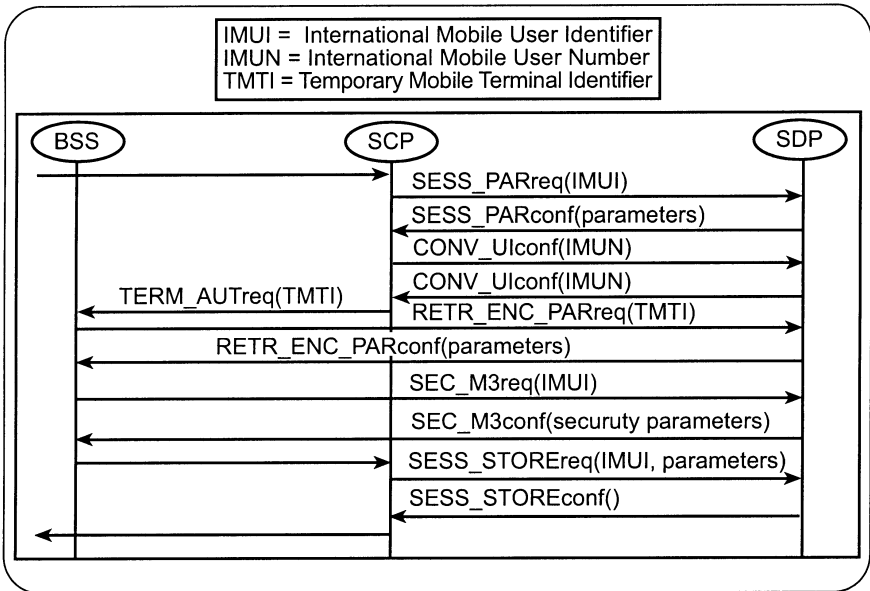 IMUI = International Mobile User Identifier
IMUN = International Mobile User Number
TMTI = Temporary Mobile Terminal Identifier
BSS
SCP
SDP
SESS_PARreq(IMUI)
SESS_PARconf(parameters)
CONV_UIconf(IMUN)
CONV_UIconf(IMUN)
TERM_AUTreq(TMTI)
RETR_ENC_PARreq(TMTI)
RETR_ENC_PARconf(parameters)
SEC_M3req(IMUI)
SEC_M3conf(securuty parameters)
SESS_STOREreq(IMUI, parameters)
SESS_STOREconf()